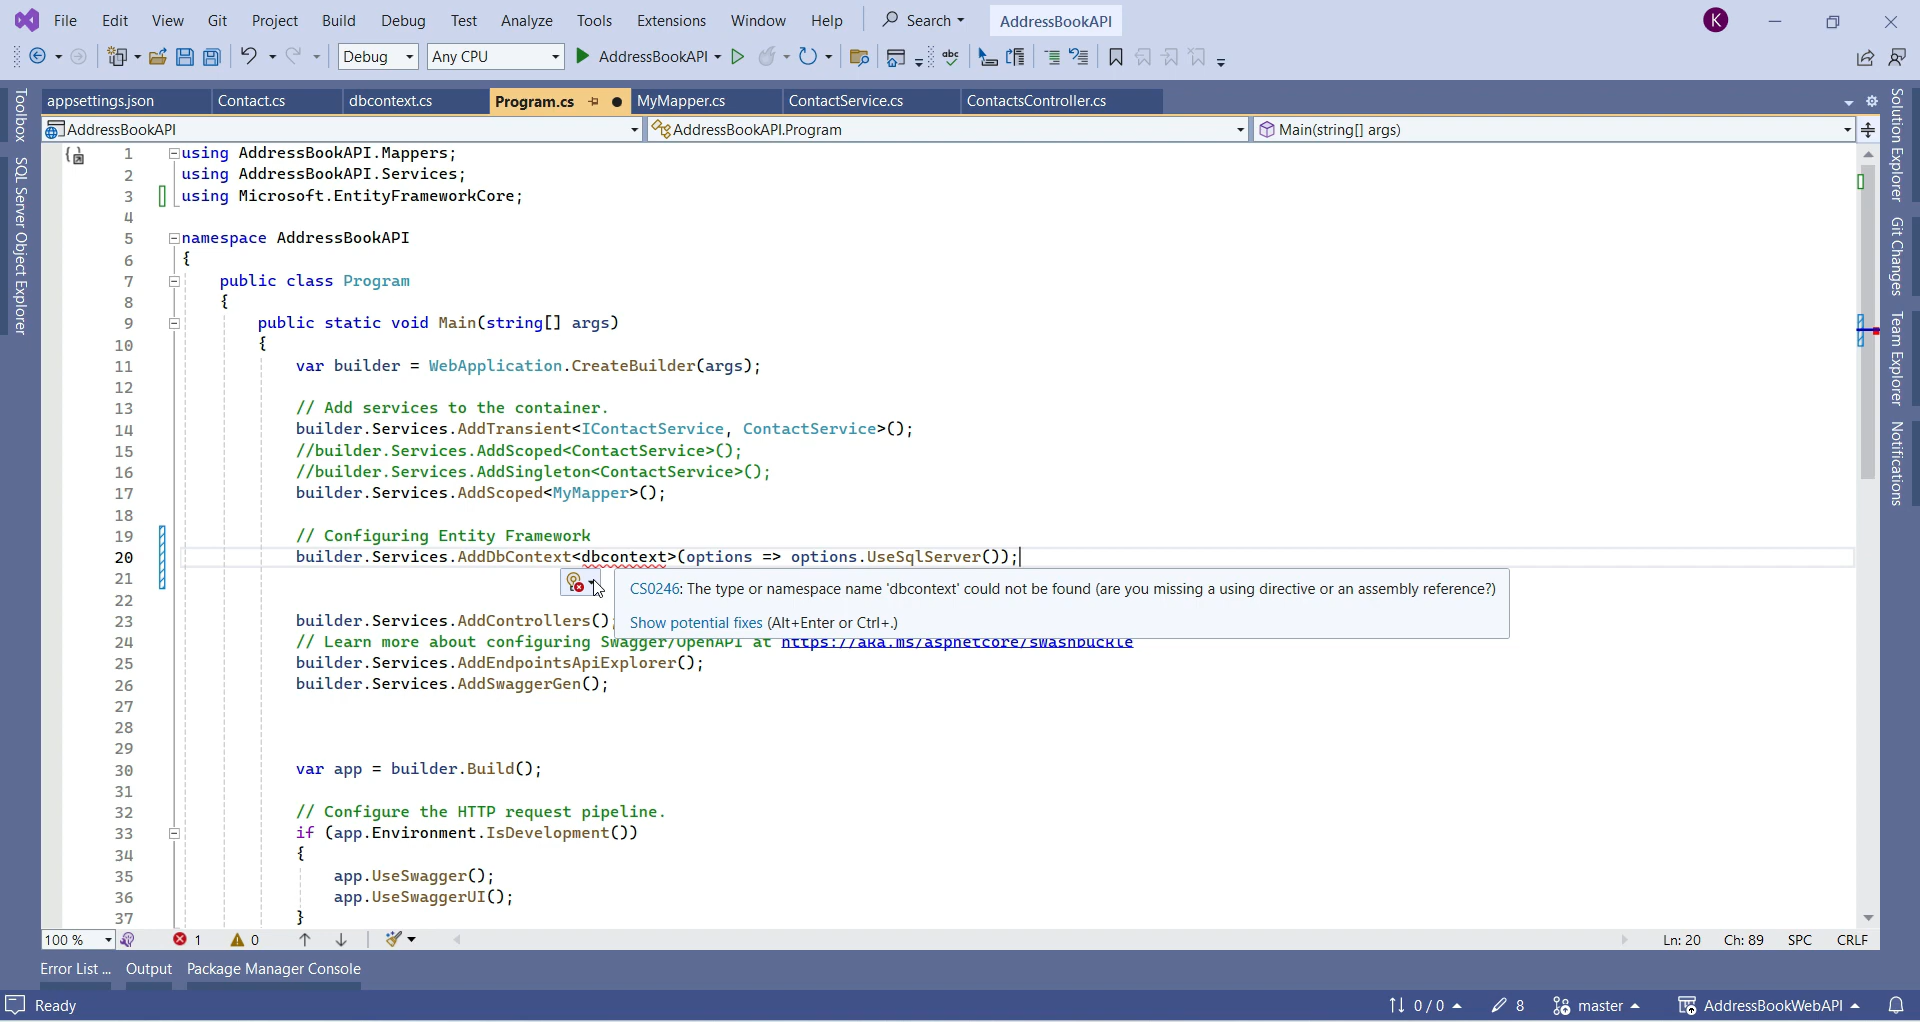 File Edit View Git Project Build Debug Test Analyze Tools Extensions Window Help Search AddressBookAPI K
Debug Any CPU AddressBookAPI abc
appsettings.json Contact.cs dbcontext.cs Program.cs MyMapper.cs ContactService.cs ContactsController.cs
AddressBookAPI AddressBookAPI.Program Main(string[] args)
Toolbox
SQL Server Object Explorer
1 using AddressBookAPI.Mappers;
2 using AddressBookAPI.Services;
3 using Microsoft.EntityFrameworkCore;
4
5 namespace AddressBookAPI
6 {
7 public class Program
8 {
9 public static void Main(string[] args)
10 {
11 var builder = WebApplication.CreateBuilder(args);
12
13 // Add services to the container.
14 builder.Services.AddTransient<IContactService, ContactService>();
15 //builder.Services.AddScoped<ContactService>();
16 //builder.Services.AddSingleton<ContactService>();
17 builder.Services.AddScoped<MyMapper>();
18
19 // Configuring Entity Framework
20 builder.Services.AddDbContext<dbcontext>(options => options.UseSqlServer());
21
CS0246: The type or namespace name 'dbcontext' could not be found (are you missing a using directive or an assembly reference?)
Show potential fixes (Alt+Enter or Ctrl+.)
22
23 builder.Services.AddControllers();
24 // Learn more about configuring Swagger/OpenAPI at https://aka.ms/aspnetcore/swashbuckle
25 builder.Services.AddEndpointsApiExplorer();
26 builder.Services.AddSwaggerGen();
27
28
29
30 var app = builder.Build();
31
32 // Configure the HTTP request pipeline.
33 if (app.Environment.IsDevelopment())
34 {
35 app.UseSwagger();
36 app.UseSwaggerUI();
37 }
Solution Explorer
Git Changes
Team Explorer
Notifications
100 % 1 0 Ln: 20 Ch: 89 SPC CRLF
Error List ... Output Package Manager Console
Ready 0 / 0 8 master AddressBookWebAPI